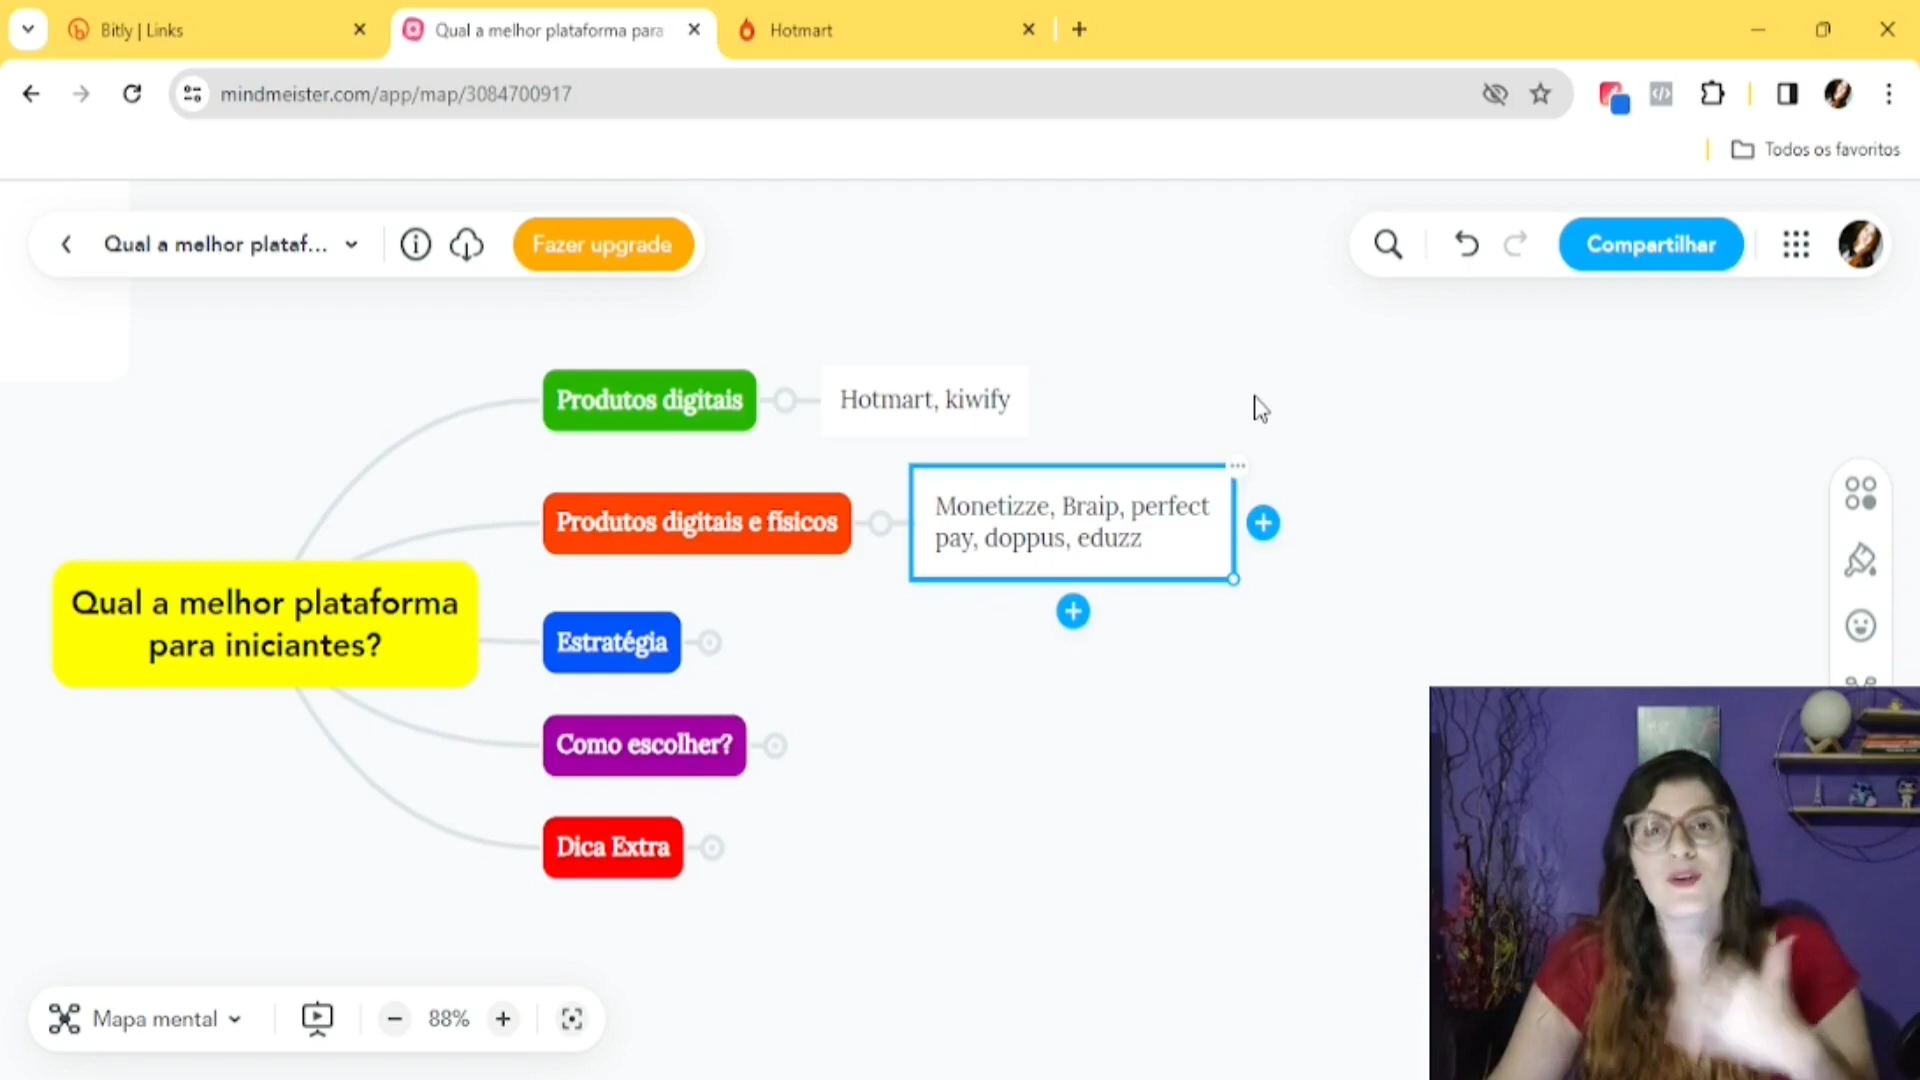 Bitly | Links
Qual a melhor plataforma para
Hotmart
mindmeister.com/app/map/3084700917
Todos os favoritos
Qual a melhor plataf...
Fazer upgrade
Compartilhar
Produtos digitais
Hotmart, kiwify
Produtos digitais e físicos
Monetizze, Braip, perfect
pay, doppus, eduzz
Qual a melhor plataforma
para iniciantes?
Estratégia
Como escolher?
Dica Extra
Mapa mental
88%